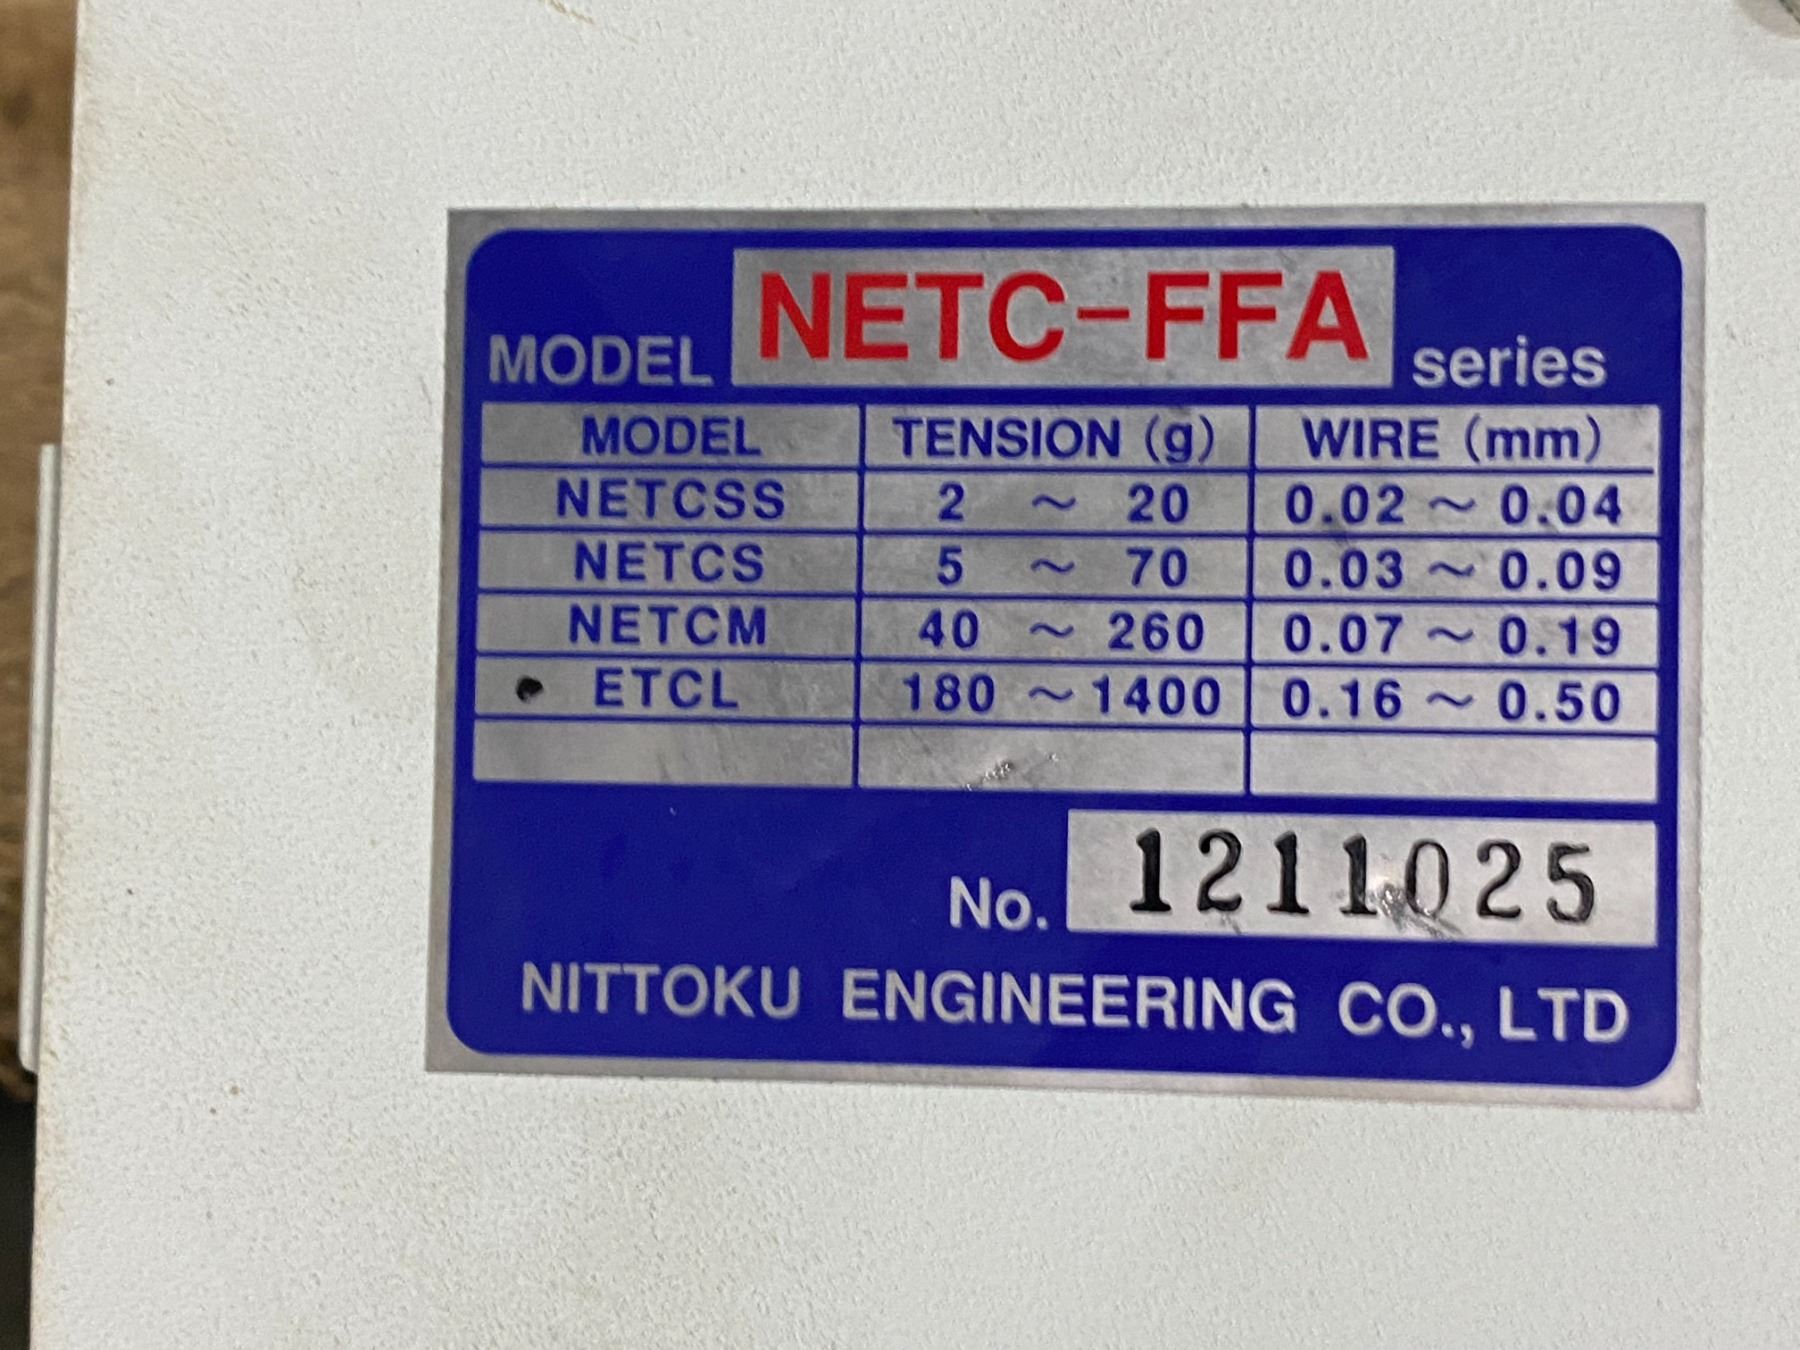 MODEL NETC-FFA series
MODEL TENSION (g) WIRE (mm)
NETCSS 2 ~ 20 0.02 ~ 0.04
NETCS 5 ~ 70 0.03 ~ 0.09
NETCM 40 ~ 260 0.07 ~ 0.19
• ETCL 180 ~ 1400 0.16 ~ 0.50
No. 1211025
NITTOKU ENGINEERING CO., LTD